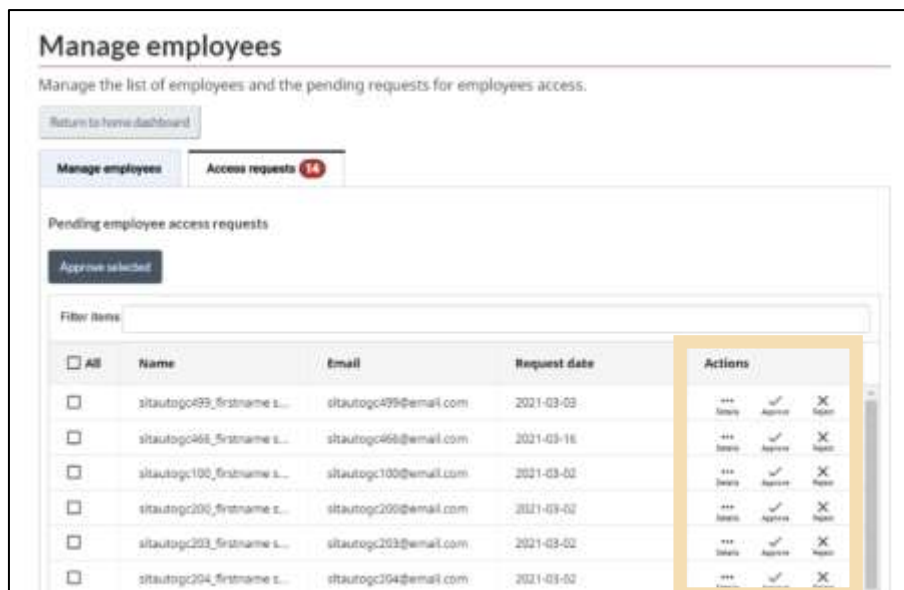 Manage employees
Manage the list of employees and the pending requests for employees access.
Return to home dashboard
Manage employees Access requests 14
Pending employee access requests
Approve selected
Filter items
All Name Email Request date Actions
sitautogc499_firstname s... sitautogc499@email.com 2021-03-03 Details Approve Reject
sitautogc466_firstname s... sitautogc466@email.com 2021-03-16 Details Approve Reject
sitautogc100_firstname s... sitautogc100@email.com 2021-03-02 Details Approve Reject
sitautogc200_firstname s... sitautogc200@email.com 2021-03-02 Details Approve Reject
sitautogc203_firstname s... sitautogc203@email.com 2021-03-02 Details Approve Reject
sitautogc204_firstname s... sitautogc204@email.com 2021-03-02